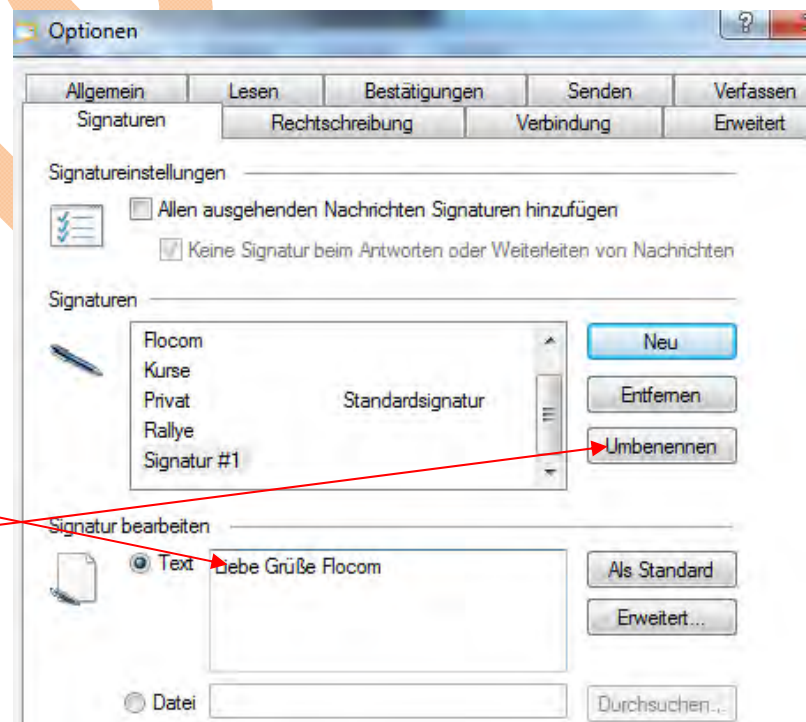 Optionen
Allgemein Lesen Bestätigungen Senden Verfassen
Signaturen Rechtschreibung Verbindung Erweitert
Signatureinstellungen
Allen ausgehenden Nachrichten Signaturen hinzufügen
Keine Signatur beim Antworten oder Weiterleiten von Nachrichten
Signaturen
Flocom
Kurse
Privat Standardsignatur
Rallye
Signatur #1
Neu
Entfernen
Umbenennen
Signatur bearbeiten
Text Liebe Grüße Flocom
Als Standard
Erweitert...
Datei Durchsuchen...